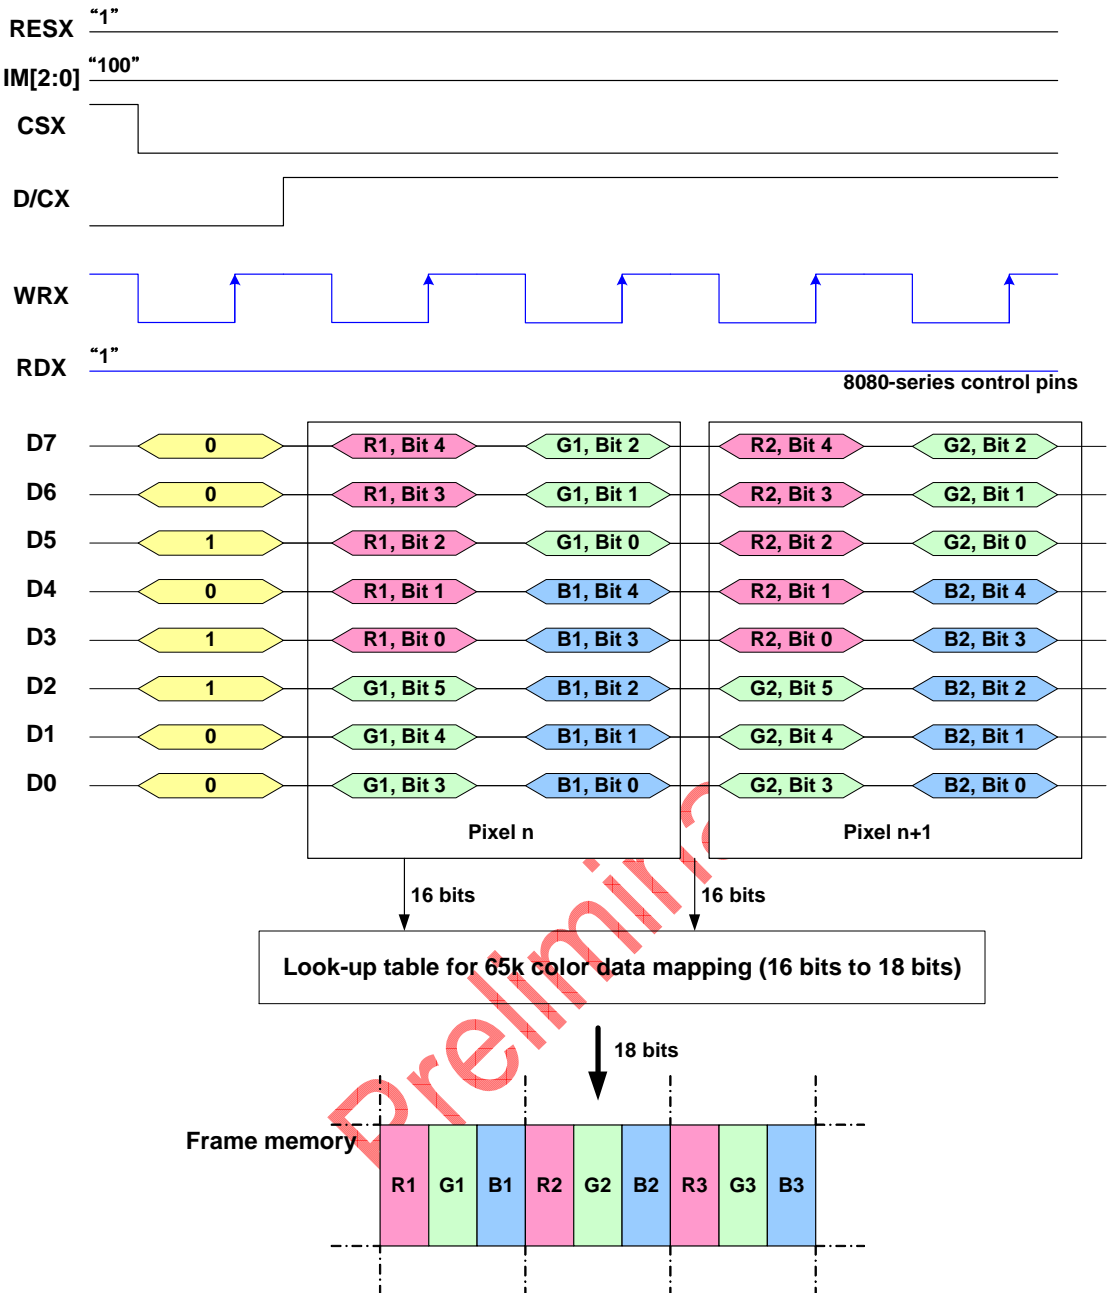 RESX “1”
IM[2:0] “100”
CSX
D/CX
WRX
RDX “1”
8080-series control pins
D7 0 R1, Bit 4 G1, Bit 2 R2, Bit 4 G2, Bit 2
D6 0 R1, Bit 3 G1, Bit 1 R2, Bit 3 G2, Bit 1
D5 1 R1, Bit 2 G1, Bit 0 R2, Bit 2 G2, Bit 0
D4 0 R1, Bit 1 B1, Bit 4 R2, Bit 1 B2, Bit 4
D3 1 R1, Bit 0 B1, Bit 3 R2, Bit 0 B2, Bit 3
D2 1 G1, Bit 5 B1, Bit 2 G2, Bit 5 B2, Bit 2
D1 0 G1, Bit 4 B1, Bit 1 G2, Bit 4 B2, Bit 1
D0 0 G1, Bit 3 B1, Bit 0 G2, Bit 3 B2, Bit 0
Pixel n Pixel n+1
16 bits 16 bits
Look-up table for 65k color data mapping (16 bits to 18 bits)
18 bits
Frame memory
R1 G1 B1 R2 G2 B2 R3 G3 B3